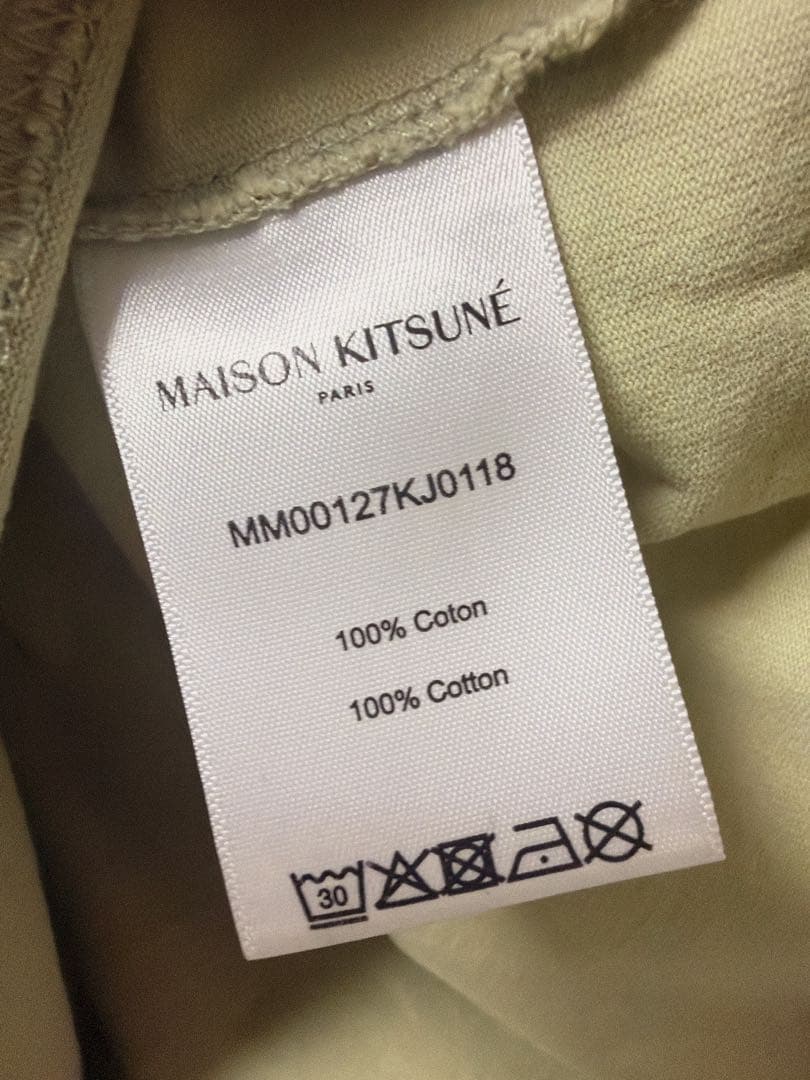 MAISON KITSUNÉ
PARIS
MM00127KJ0118
100% Coton
100% Cotton
30